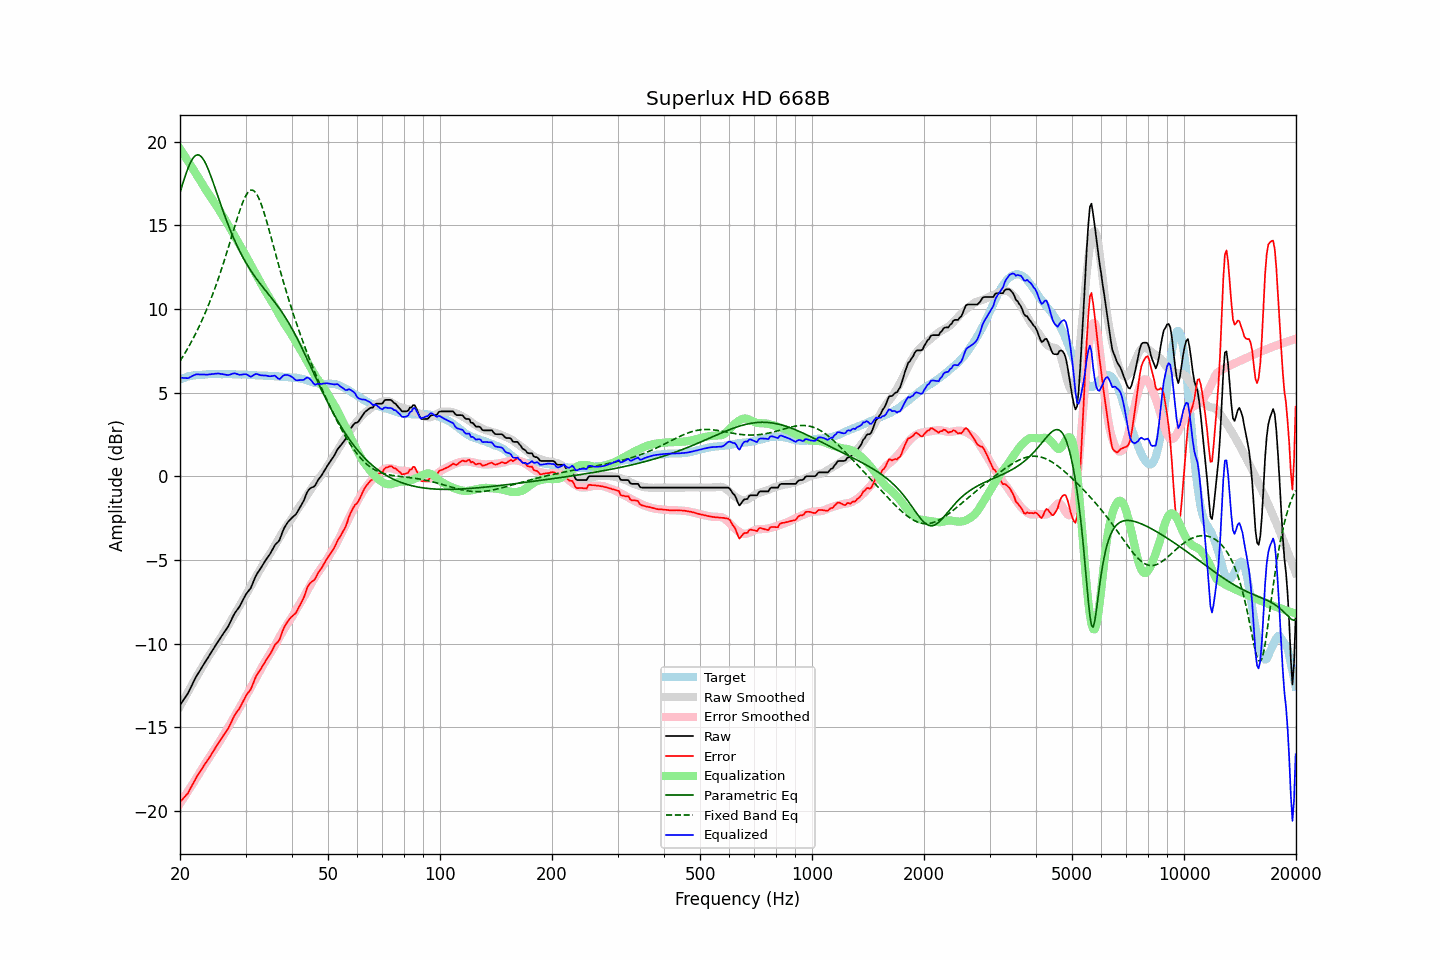 Superlux HD 668B
Amplitude (dBr)
20
15
10
5
0
−5
−10
−15
−20
Target
Raw Smoothed
Error Smoothed
Raw
Error
Equalization
Parametric Eq
Fixed Band Eq
Equalized
20 50 100 200 500 1000 2000 5000 10000 20000
Frequency (Hz)